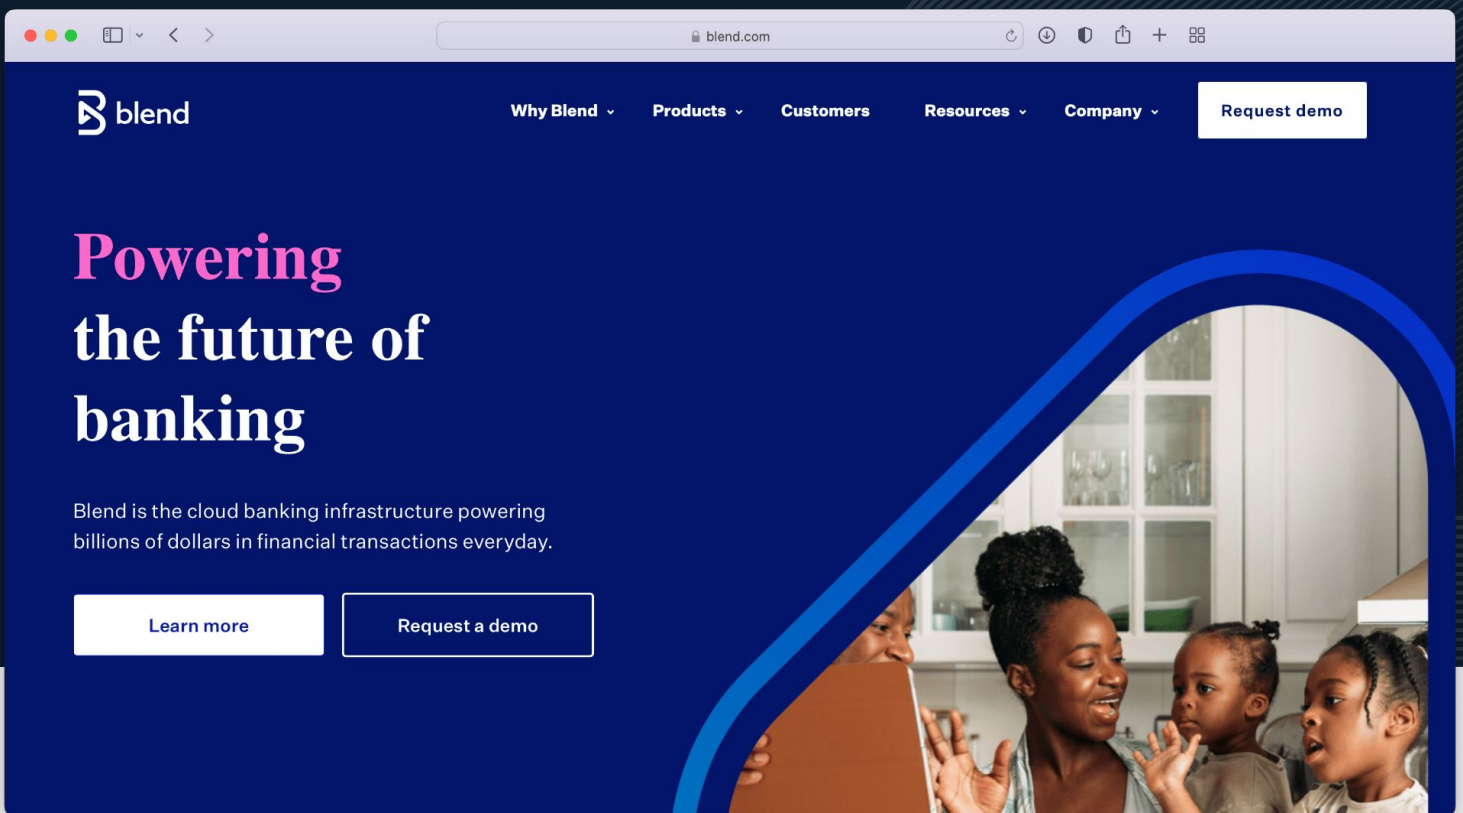 blend.com
blend
Why Blend
Products
Customers
Resources
Company
Request demo
Powering
the future of
banking
Blend is the cloud banking infrastructure powering
billions of dollars in financial transactions everyday.
Learn more
Request a demo